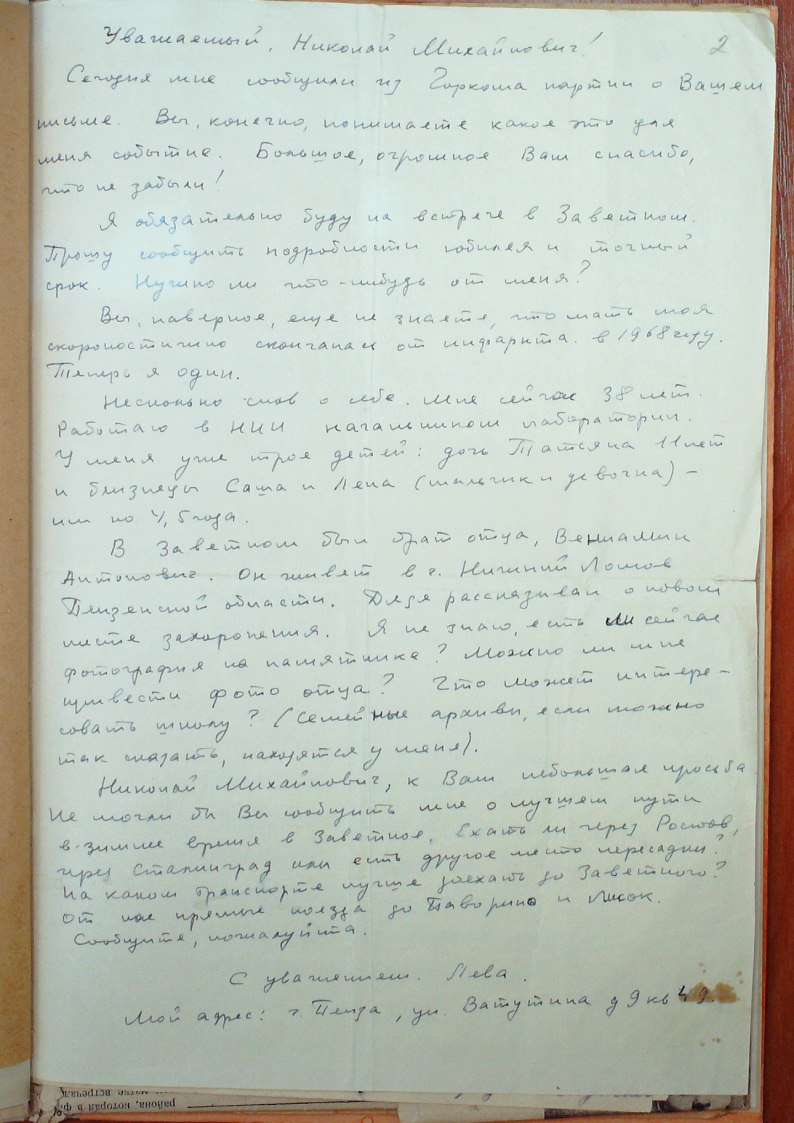 2
Уважаемый, Николай Михайлович!
Сегодня мне сообщили из Горкома партии о Вашем
письме. Вы, конечно, понимаете какое это для
меня событие. Большое, огромное Вам спасибо,
что не забыли!
Я обязательно буду на встрече в Заветном.
Прошу сообщить подробности юбилея и точный
срок. Нужно ли что-нибудь от меня?
Вы, наверное, еще не знаете, что мать моя
скоропостижно скончалась от инфаркта. в 1968 году.
Теперь я один.
Несколько слов о себе. Мне сейчас 38 лет.
Работаю в НИИ начальником лаборатории.
У меня уже трое детей: дочь Татьяна 11 лет
и близнецы Саша и Лена (мальчик и девочка) –
им по 4,5 года.
В Заветном был брат отца, Вениамин
Антонович. Он живет в г. Нижний Ломов
Пензенской области. Дядя рассказывал о новом
месте захоронения. Я не знаю, есть ли сейчас
фотография на памятнике? Можно ли мне
привести фото отца? Что может интере-
совать школу? (Семейные архивы, если можно
так сказать, находятся у меня).
Николай Михайлович, к Вам небольшая просьба
Не могли бы Вы сообщить мне о лучшем пути
в зимнее время в Заветное. Ехать ли через Ростов,
через Сталинград или есть другое место пересадки?
На каком транспорте лучше доехать до Заветного?
От нас прямые поезда до Поворино и Лисок.
Сообщите, пожалуйста.
С уважением. Лева.
Мой адрес: г. Пенза, ул. Ватутина д 9 кв 49.
района, которая в ф
встречал